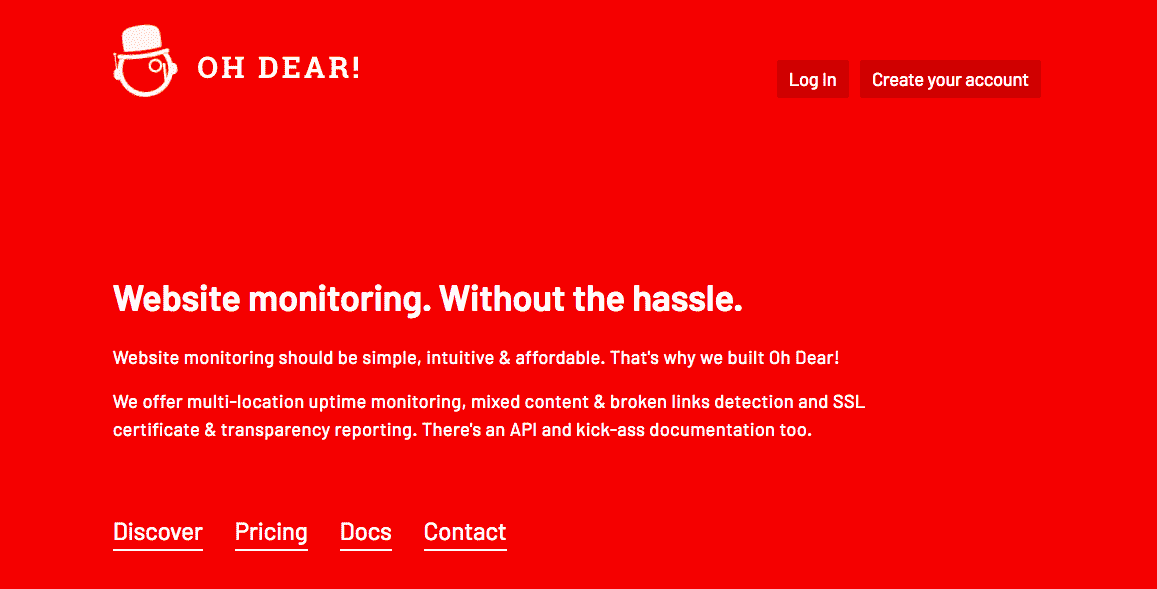 OH DEAR!
Log In
Create your account
Website monitoring. Without the hassle.
Website monitoring should be simple, intuitive & affordable. That's why we built Oh Dear!
We offer multi-location uptime monitoring, mixed content & broken links detection and SSL
certificate & transparency reporting. There's an API and kick-ass documentation too.
Discover
Pricing
Docs
Contact